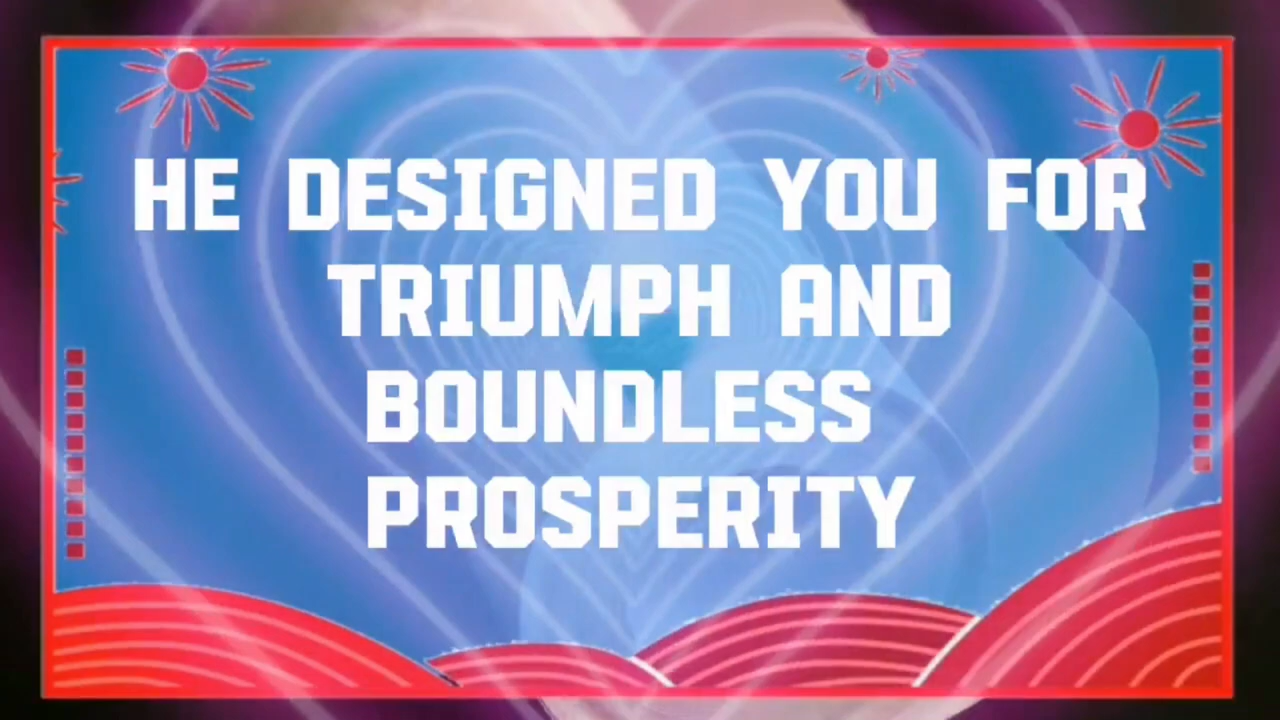 HE DESIGNED YOU FOR
TRIUMPH AND
BOUNDLESS
PROSPERITY